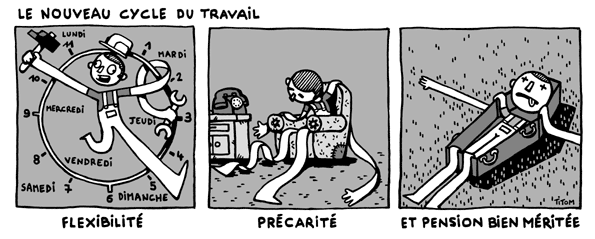 LE NOUVEAU CYCLE DU TRAVAIL
LUNDI
11
1
MARDI
10
2
MERCREDI
JEUDI
9
3
8
VENDREDI
4
SAMEDI
7
6
5
DIMANCHE
TITOM
FLEXIBILITÉ
PRÉCARITÉ
ET PENSION BIEN MÉRITÉE